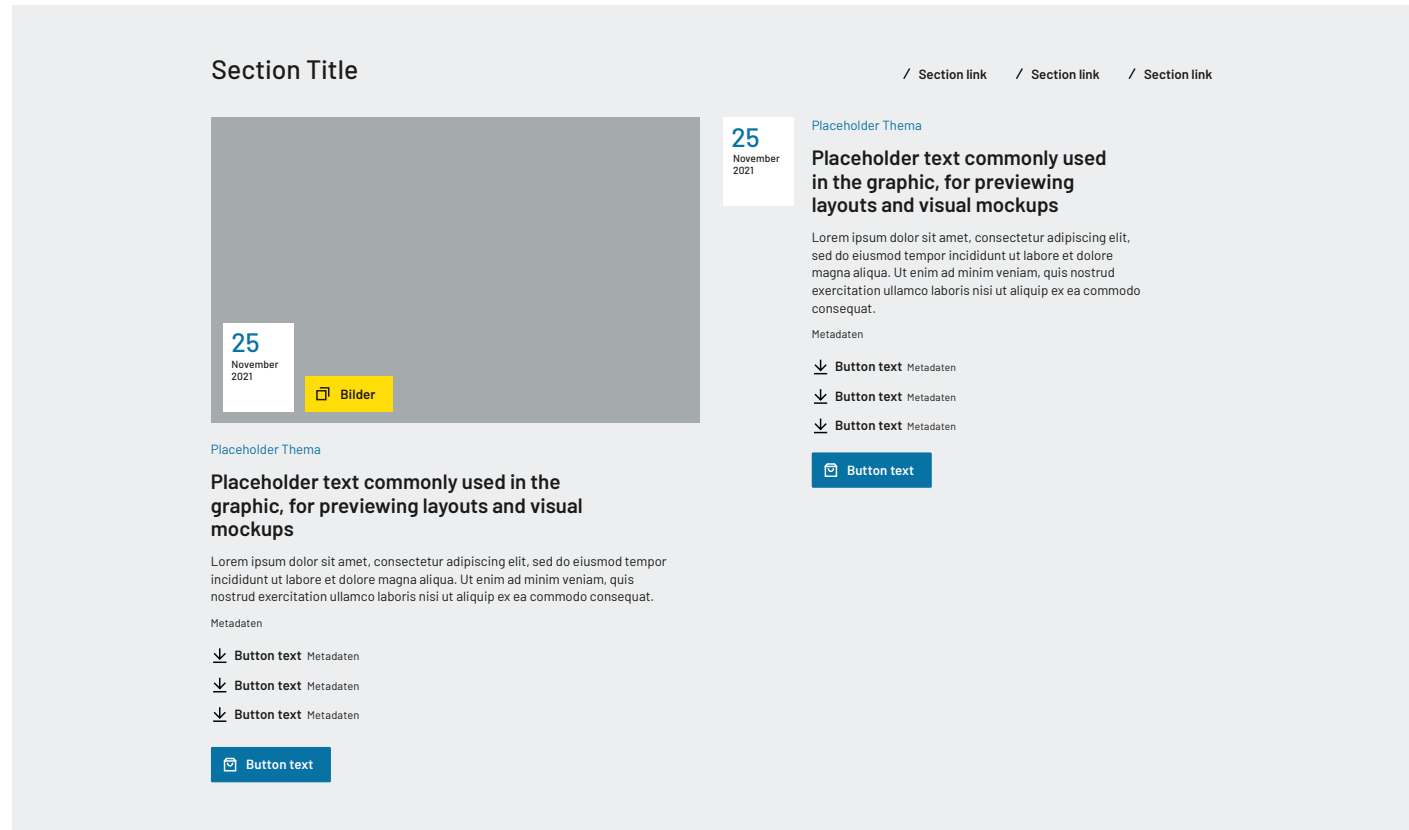 Section Title
/ Section link / Section link / Section link
25
November
2021
Bilder
Placeholder Thema
Placeholder text commonly used in the
graphic, for previewing layouts and visual
mockups
Lorem ipsum dolor sit amet, consectetur adipiscing elit, sed do eiusmod tempor
incididunt ut labore et dolore magna aliqua. Ut enim ad minim veniam, quis
nostrud exercitation ullamco laboris nisi ut aliquip ex ea commodo consequat.
Metadaten
Button text Metadaten
Button text Metadaten
Button text Metadaten
Button text
25
November
2021
Placeholder Thema
Placeholder text commonly used
in the graphic, for previewing
layouts and visual mockups
Lorem ipsum dolor sit amet, consectetur adipiscing elit,
sed do eiusmod tempor incididunt ut labore et dolore
magna aliqua. Ut enim ad minim veniam, quis nostrud
exercitation ullamco laboris nisi ut aliquip ex ea commodo
consequat.
Metadaten
Button text Metadaten
Button text Metadaten
Button text Metadaten
Button text